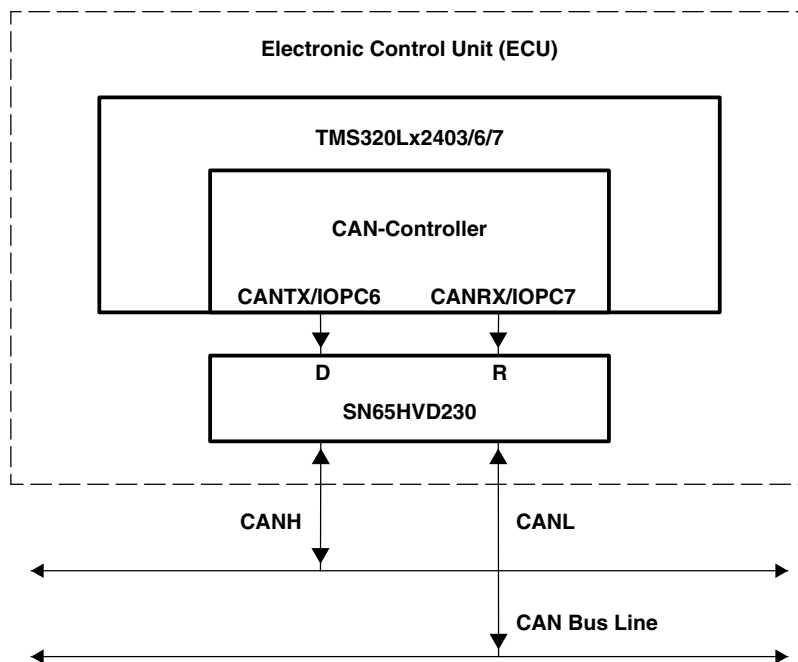 Electronic Control Unit (ECU)
TMS320Lx2403/6/7
CAN-Controller
CANTX/IOPC6 CANRX/IOPC7
D R
SN65HVD230
CANH CANL
CAN Bus Line